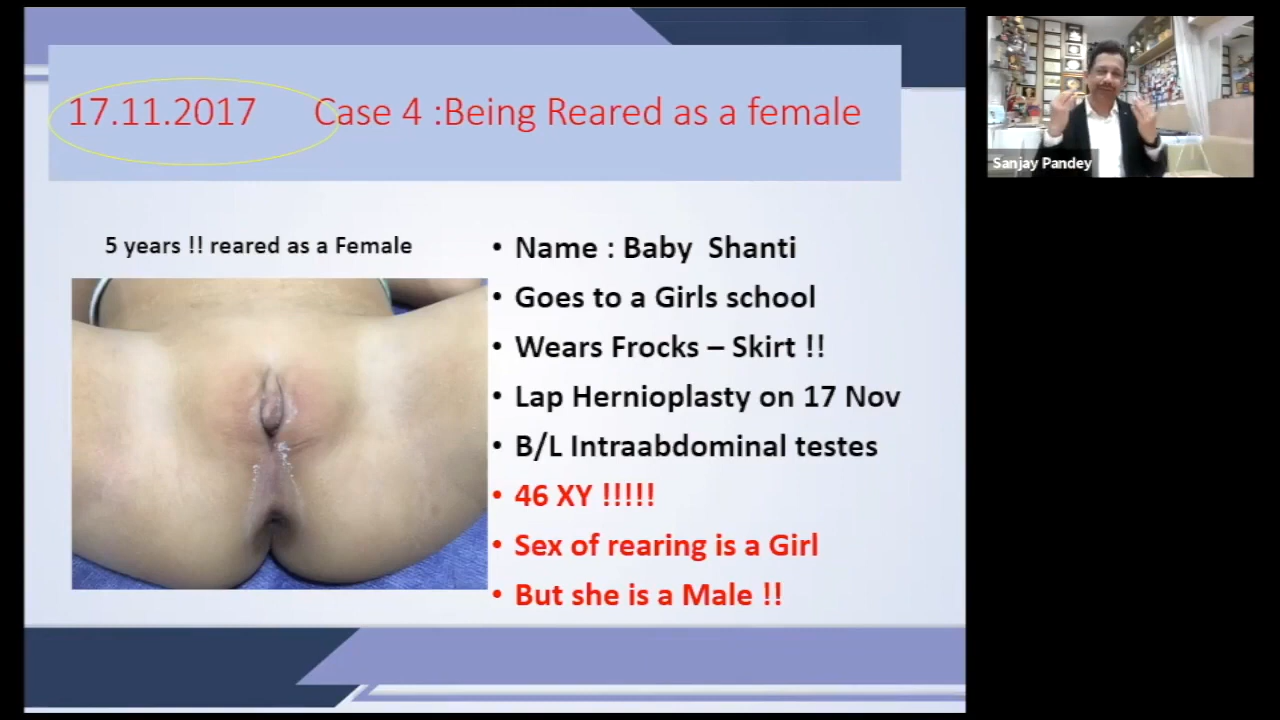 17.11.2017 Case 4 :Being Reared as a female
5 years !! reared as a Female
• Name : Baby Shanti
• Goes to a Girls school
• Wears Frocks – Skirt !!
• Lap Hernioplasty on 17 Nov
• B/L Intraabdominal testes
• 46 XY !!!!!
• Sex of rearing is a Girl
• But she is a Male !!
Sanjay Pandey